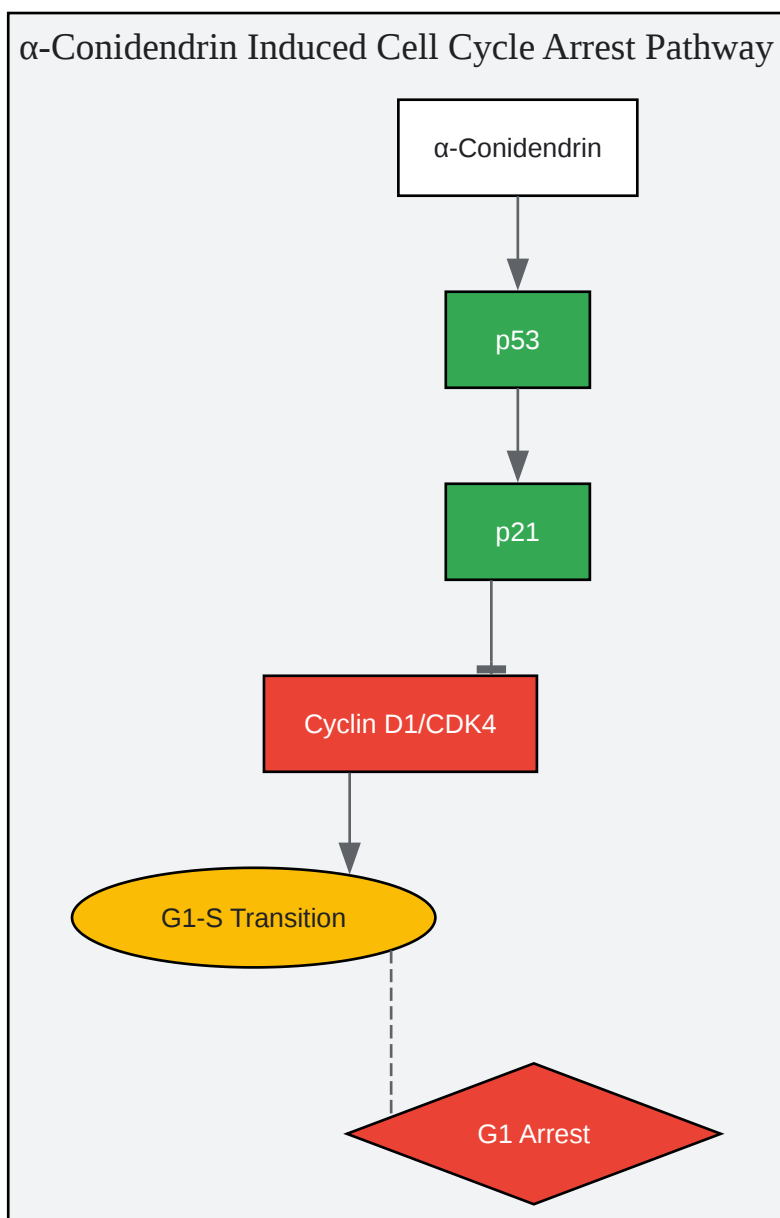 α-Conidendrin Induced Cell Cycle Arrest Pathway
α-Conidendrin
p53
p21
Cyclin D1/CDK4
G1-S Transition
G1 Arrest